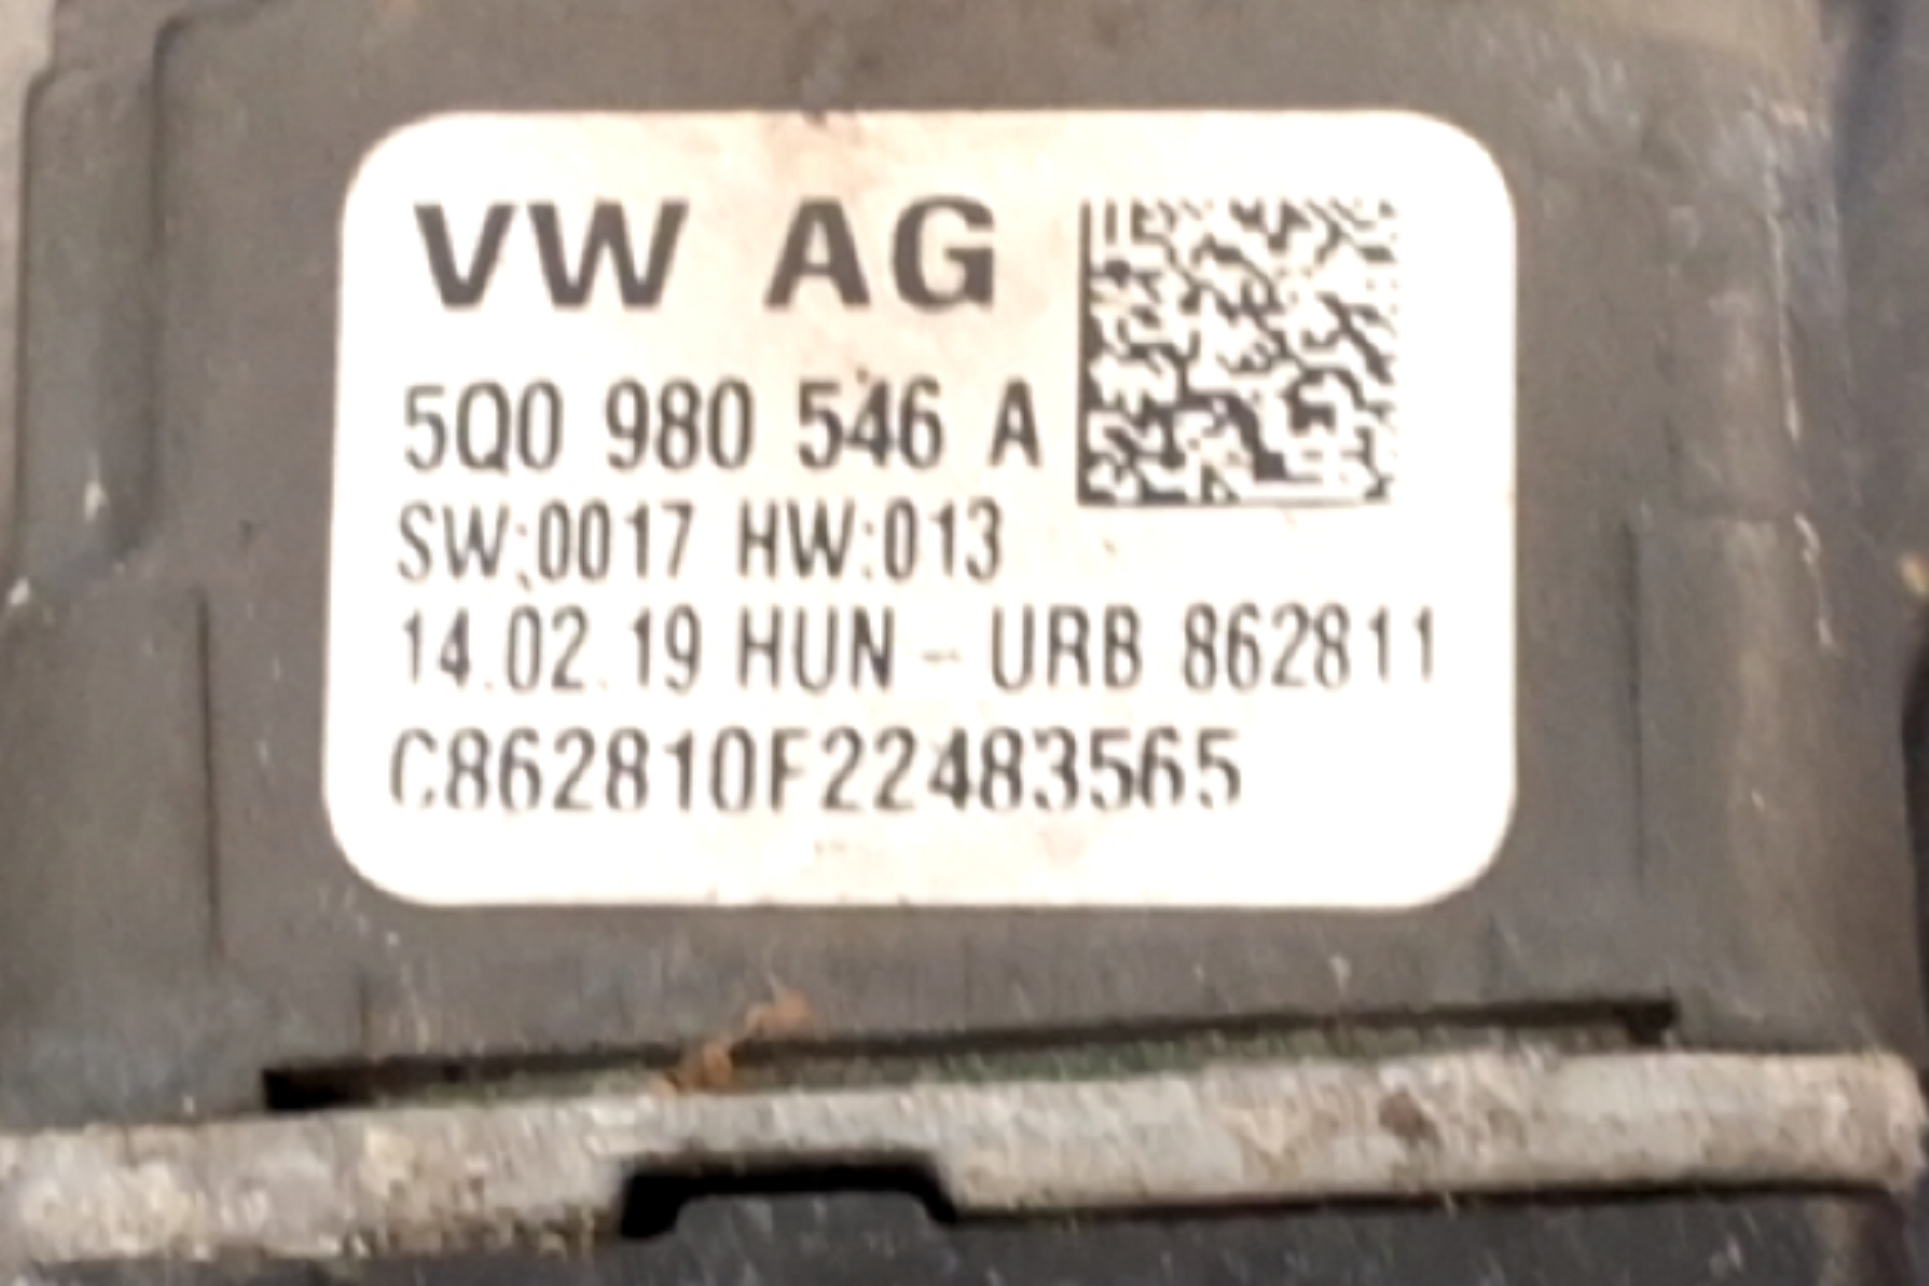 VW AG
5Q0 980 546 A
SW:0017 HW:013
14.02.19 HUN - URB 862811
C862810F22483565